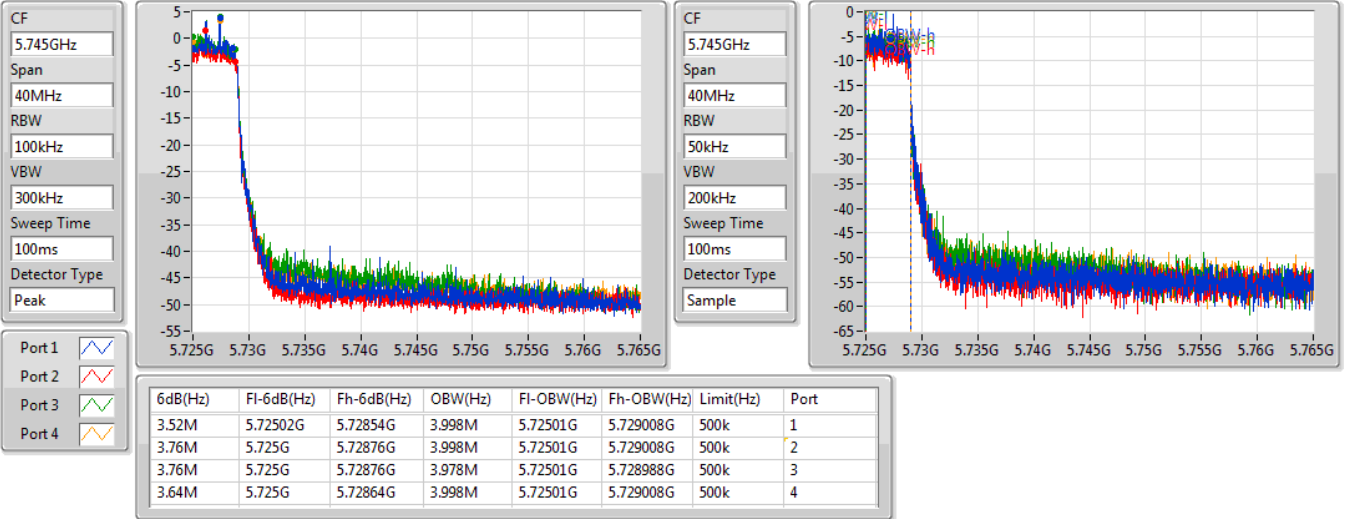 CF
5.745GHz
Span
40MHz
RBW
100kHz
VBW
300kHz
Sweep Time
100ms
Detector Type
Peak
5
0
-5
-10
-15
-20
-25
-30
-35
-40
-45
-50
-55
5.725G 5.73G 5.735G 5.74G 5.745G 5.75G 5.755G 5.76G 5.765G
CF
5.745GHz
Span
40MHz
RBW
50kHz
VBW
200kHz
Sweep Time
100ms
Detector Type
Sample
0
-5
-10
-15
-20
-25
-30
-35
-40
-45
-50
-55
-60
-65
5.725G 5.73G 5.735G 5.74G 5.745G 5.75G 5.755G 5.76G 5.765G
Port 1
Port 2
Port 3
Port 4
6dB(Hz) Fl-6dB(Hz) Fh-6dB(Hz) OBW(Hz) Fl-OBW(Hz) Fh-OBW(Hz) Limit(Hz) Port
3.52M 5.72502G 5.72854G 3.998M 5.72501G 5.729008G 500k 1
3.76M 5.725G 5.72876G 3.998M 5.72501G 5.729008G 500k 2
3.76M 5.725G 5.72876G 3.978M 5.72501G 5.728988G 500k 3
3.64M 5.725G 5.72864G 3.998M 5.72501G 5.729008G 500k 4